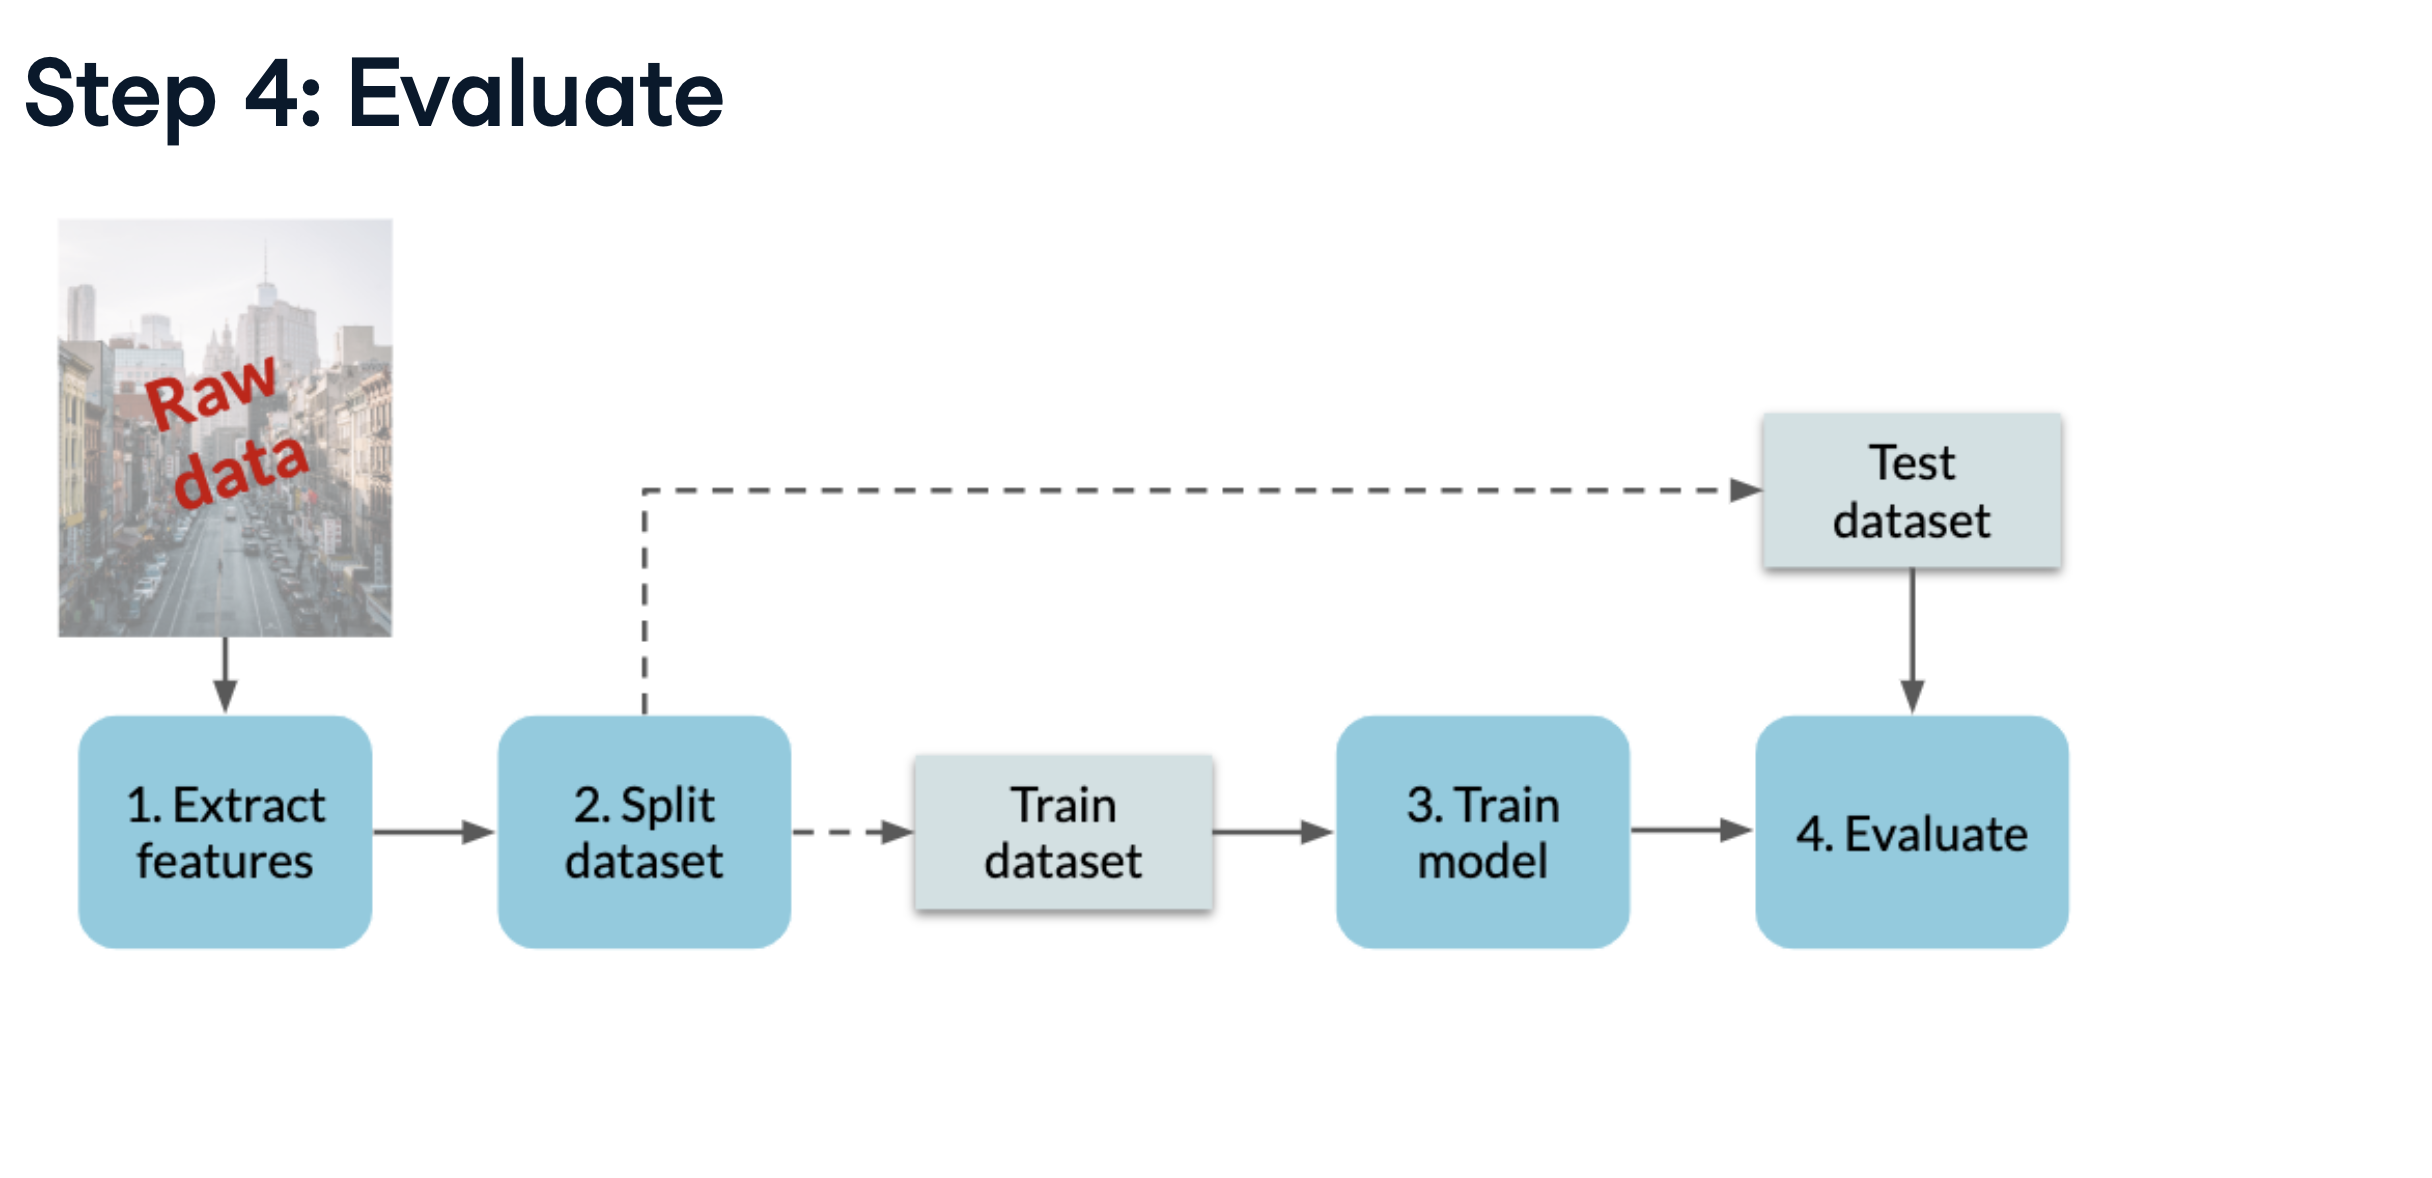 Step 4: Evaluate
Raw
data
Test
dataset
1. Extract
features
2. Split
dataset
Train
dataset
3. Train
model
4. Evaluate